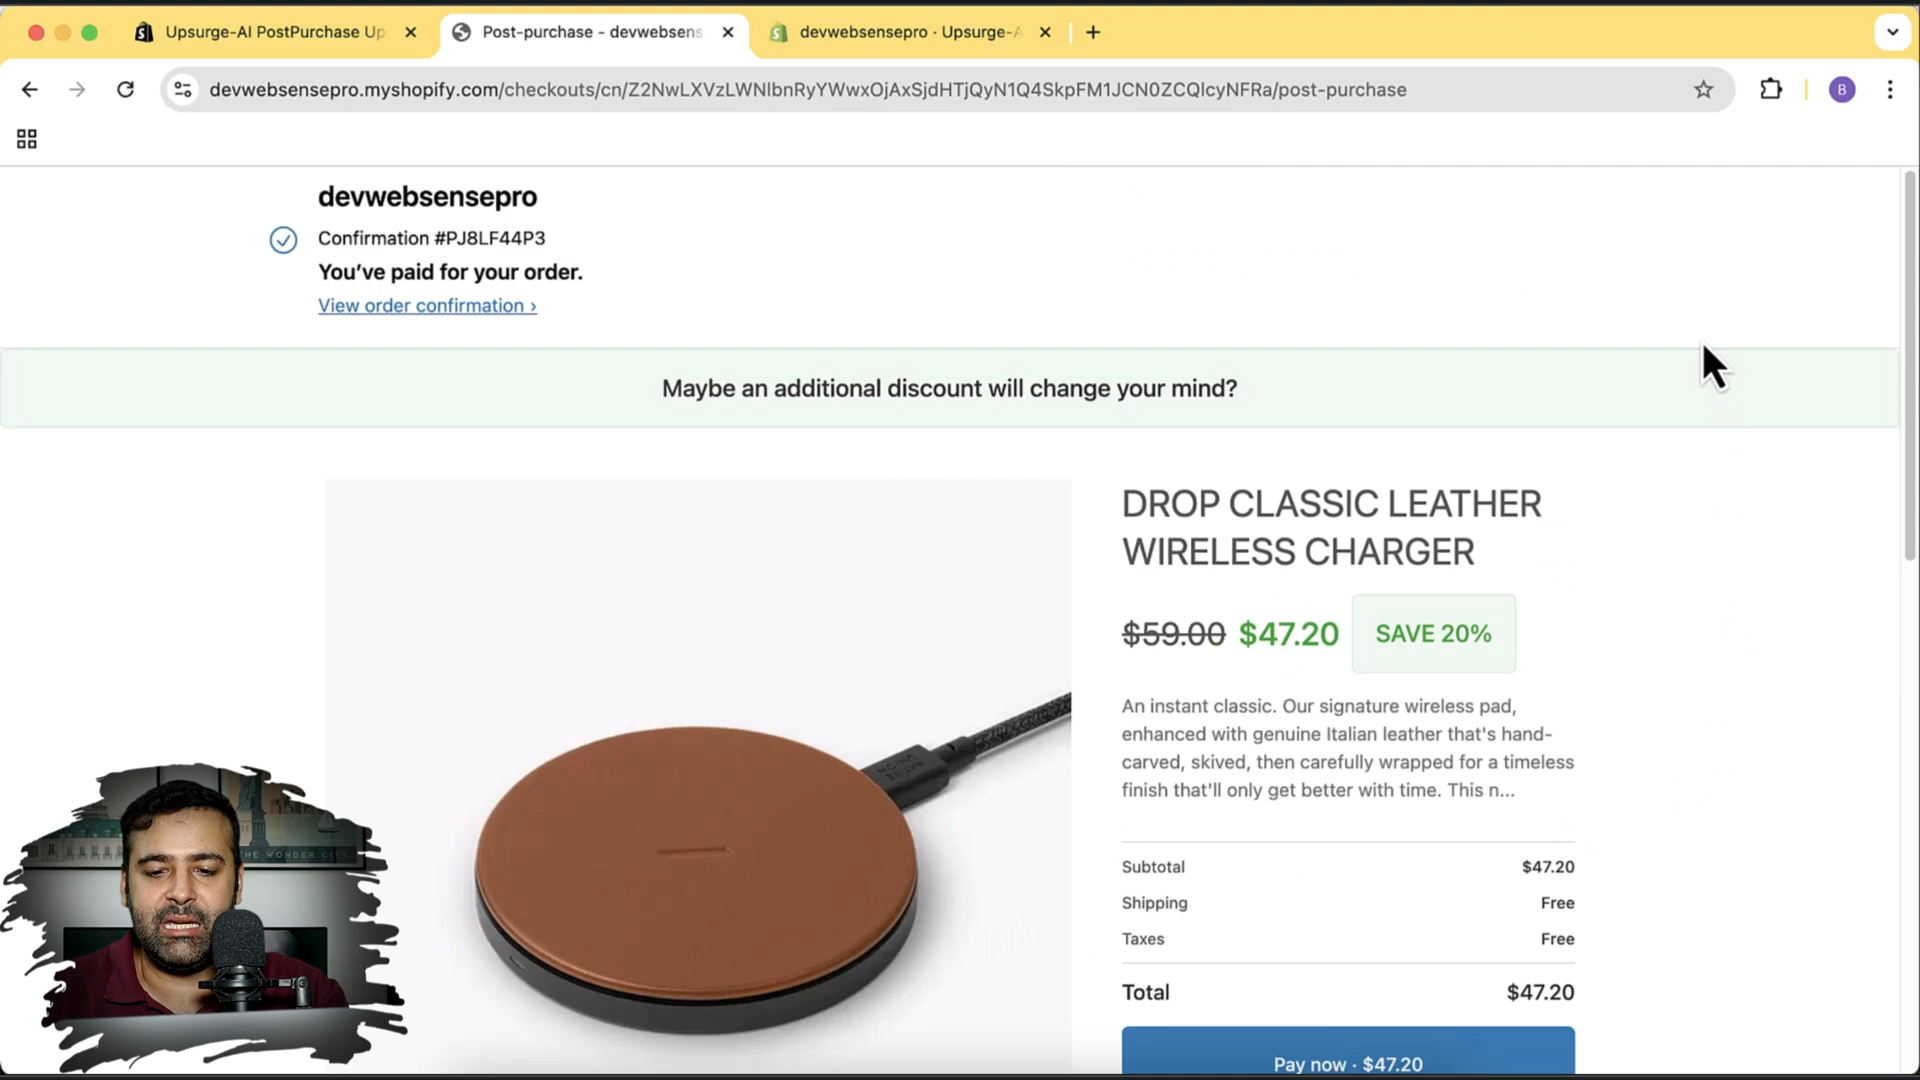 Upsurge-AI PostPurchase Up
Post-purchase - devwebsens
devwebsensepro · Upsurge-A
devwebsensepro.myshopify.com/checkouts/cn/Z2NwLXVzLWNlbnRyYWwxOjAxSjdHTjQyN1Q4SkpFM1JCN0ZCQlcyNFRa/post-purchase
B
devwebsensepro
Confirmation #PJ8LF44P3
You've paid for your order.
View order confirmation ›
Maybe an additional discount will change your mind?
DROP CLASSIC LEATHER
WIRELESS CHARGER
$59.00 $47.20 SAVE 20%
An instant classic. Our signature wireless pad,
enhanced with genuine Italian leather that's hand-
carved, skived, then carefully wrapped for a timeless
finish that'll only get better with time. This n...
Subtotal $47.20
Shipping Free
Taxes Free
Total $47.20
Pay now · $47.20
THE WONDER CITY